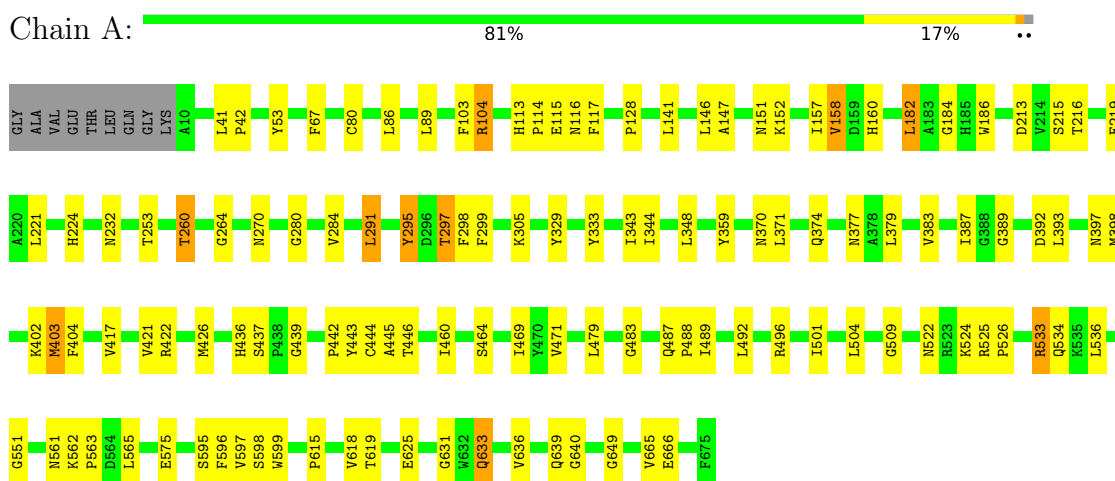 Chain A:
81%
17%
••
GLY ALA VAL GLU THR LEU GLN GLY LYS A10 L41 P42 Y53 F67 C80 L86 L89 F103 R104 H113 P114 E115 N116 F117 P128 L141 L146 A147 N151 K152 I157 V158 D159 H160 L182 A183 G184 H185 W186 D213 V214 S215 T216
A220 L221 H224 N232 T253 T260 G264 N270 G280 V284 L291 Y295 D296 T297 F298 F299 K305 Y329 Y333 I343 I344 L348 Y359 N370 L371 Q374 N377 A378 L379 V383 I387 G388 G389 D392 L393 N397
K402 M403 F404 V417 V421 R422 M426 H436 S437 P438 G439 P442 Y443 C444 A445 T446 I460 S464 I469 Y470 V471 L479 G483 Q487 P488 I489 L492 R496 I501 L504 G509 N522 R523 K524 R525 P526 R533 Q534 K535 L536
G551 N561 K562 P563 D564 L565 E575 S595 F596 V597 S598 W599 P615 V618 T619 E625 G631 W632 Q633 V636 Q639 G640 G649 V665 E666 F675